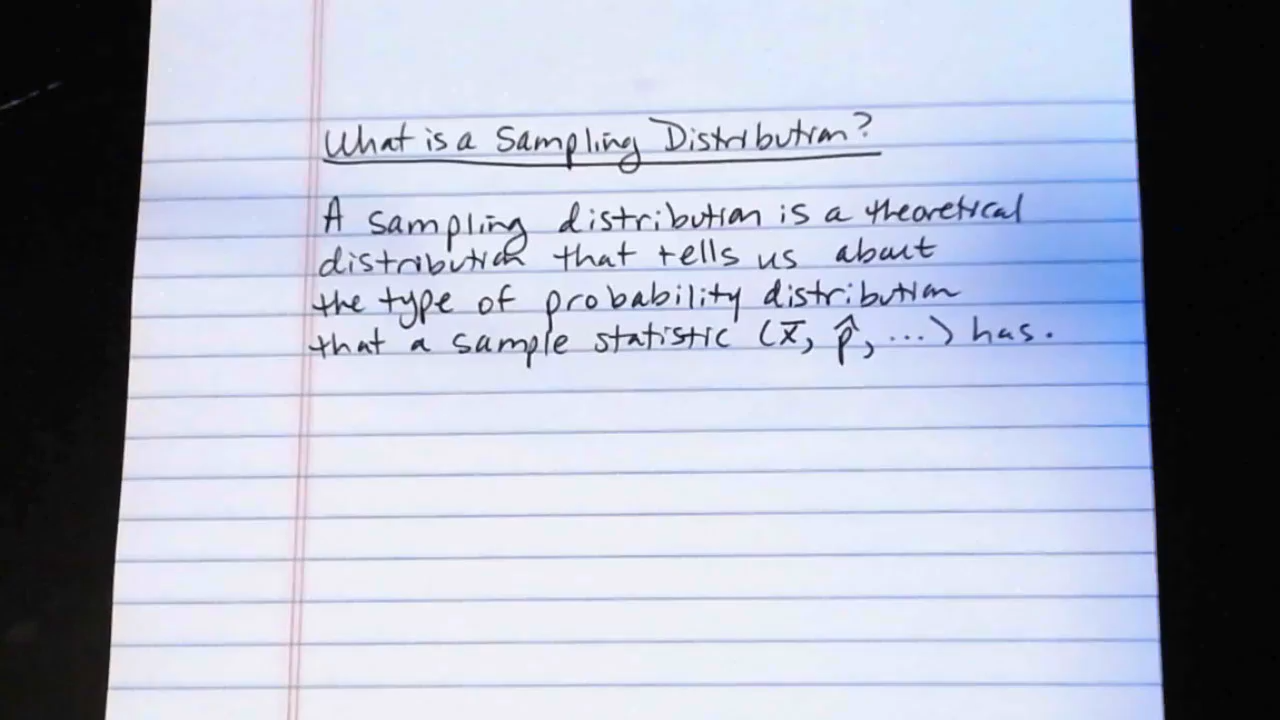 What is a Sampling Distribution?
A sampling distribution is a theoretical
distribution that tells us about
the type of probability distribution
that a sample statistic (x̄, p̂, ...) has.